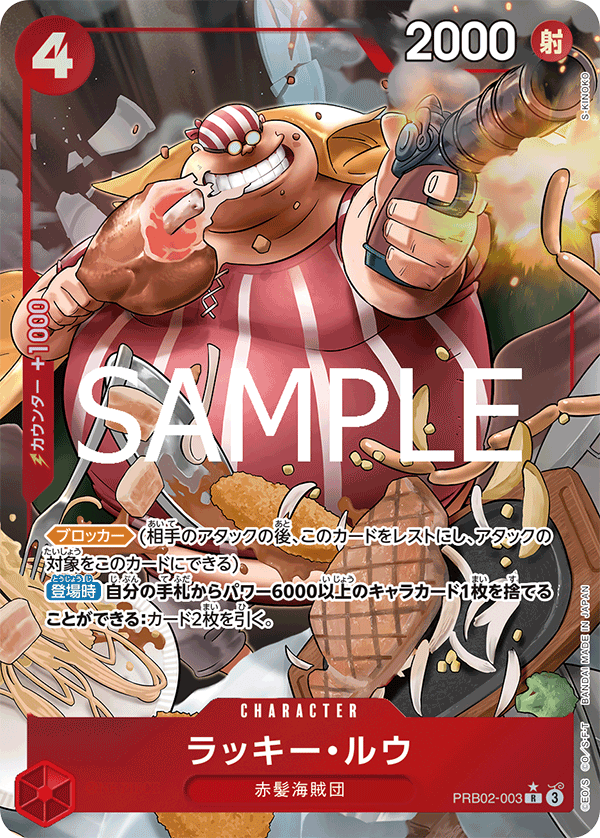 4
2000
射
S-KINOKO
カウンター +1000
SAMPLE
ブロッカー (相手のアタックの後、このカードをレストにし、アタックの
対象をこのカードにできる)
登場時 自分の手札からパワー6000以上のキャラカード1枚を捨てる
ことができる:カード2枚を引く。
CHARACTER
ラッキー・ルウ
赤髪海賊団
PRB02-003 R 3
©E.O/S ©O/S・F・T BANDAI MADE IN JAPAN